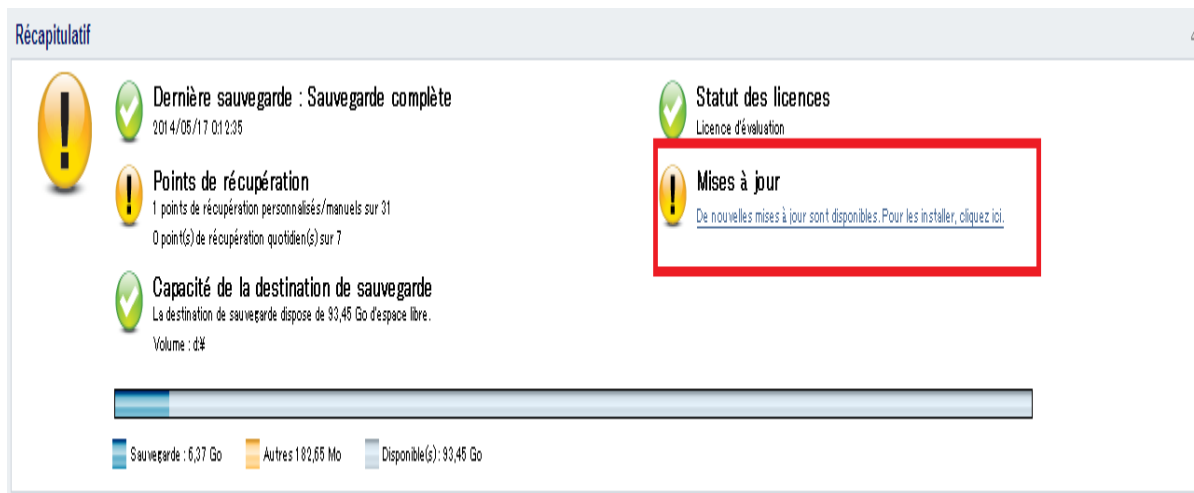 Récapitulatif
Dernière sauvegarde : Sauvegarde complète
2014/05/17 0:12:35
Points de récupération
1 points de récupération personnalisés/manuels sur 31
0 point(s) de récupération quotidien(s) sur 7
Capacité de la destination de sauvegarde
La destination de sauvegarde dispose de 93,45 Go d'espace libre.
Volume : d:¥
Statut des licences
Licence d'évaluation
Mises à jour
De nouvelles mises à jour sont disponibles. Pour les installer, cliquez ici.
Sauvegarde : 6,37 Go Autres 182,65 Mo Disponible(s) : 93,45 Go